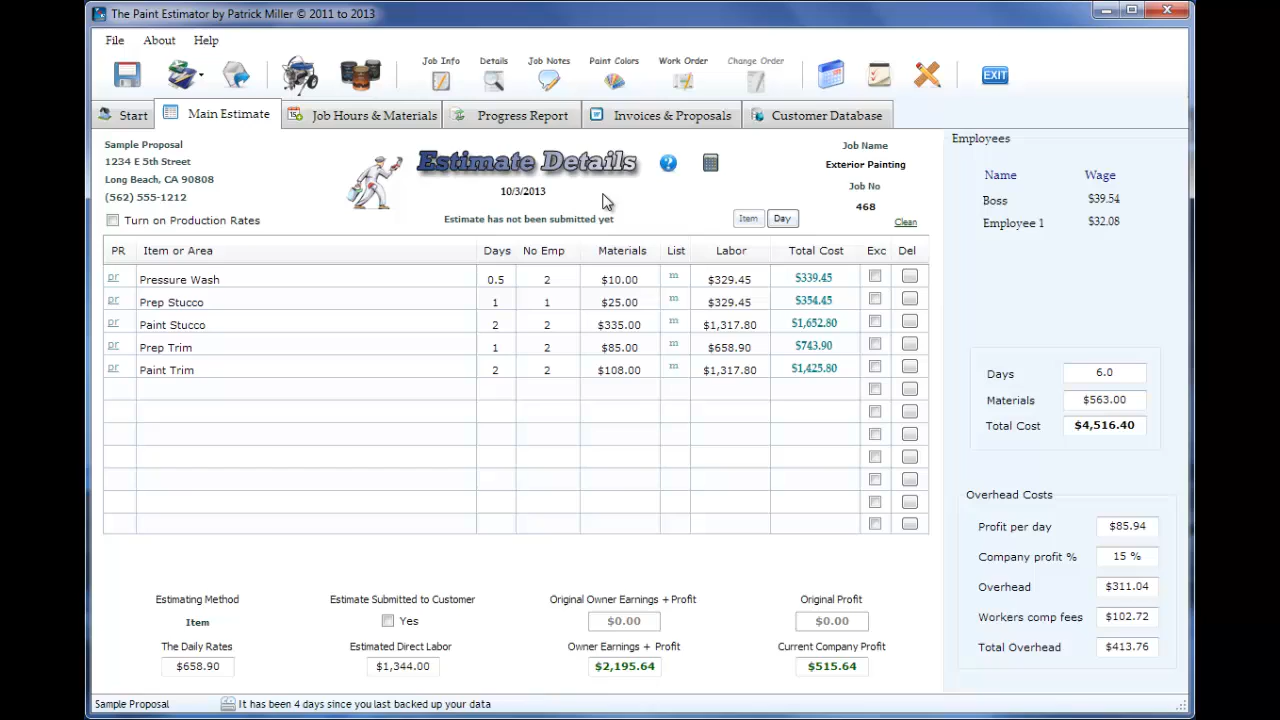 The Paint Estimator by Patrick Miller © 2011 to 2013
File About Help
Job Info Details Job Notes Paint Colors Work Order Change Order
EXIT
Start Main Estimate Job Hours & Materials Progress Report Invoices & Proposals Customer Database
Sample Proposal
1234 E 5th Street
Long Beach, CA 90808
(562) 555-1212
Turn on Production Rates
Estimate Details
10/3/2013
Estimate has not been submitted yet
Item Day
Job Name
Exterior Painting
Job No
468
Clean
PR Item or Area Days No Emp Materials List Labor Total Cost Exc Del
pr Pressure Wash 0.5 2 $10.00 m $329.45 $339.45
pr Prep Stucco 1 1 $25.00 m $329.45 $354.45
pr Paint Stucco 2 2 $335.00 m $1,317.80 $1,652.80
pr Prep Trim 1 2 $85.00 m $658.90 $743.90
pr Paint Trim 2 2 $108.00 m $1,317.80 $1,425.80
Employees
Name Wage
Boss $39.54
Employee 1 $32.08
Days 6.0
Materials $563.00
Total Cost $4,516.40
Overhead Costs
Profit per day $85.94
Company profit % 15 %
Overhead $311.04
Workers comp fees $102.72
Total Overhead $413.76
Estimating Method Estimate Submitted to Customer Original Owner Earnings + Profit Original Profit
Item Yes $0.00 $0.00
The Daily Rates Estimated Direct Labor Owner Earnings + Profit Current Company Profit
$658.90 $1,344.00 $2,195.64 $515.64
Sample Proposal It has been 4 days since you last backed up your data